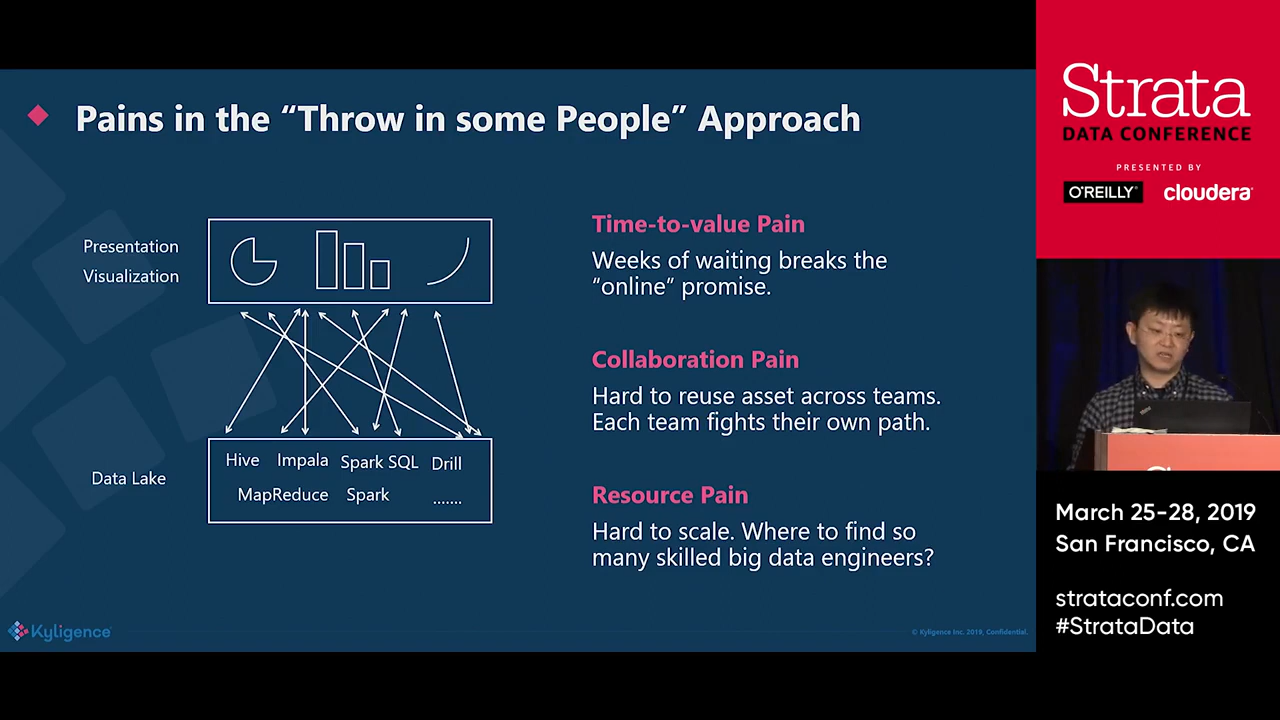 Pains in the “Throw in some People” Approach
Presentation
Visualization
Data Lake
Hive Impala Spark SQL Drill
MapReduce Spark .......
Time-to-value Pain
Weeks of waiting breaks the
“online” promise.
Collaboration Pain
Hard to reuse asset across teams.
Each team fights their own path.
Resource Pain
Hard to scale. Where to find so
many skilled big data engineers?
Kyligence
© Kyligence Inc. 2019, Confidential.
Strata
DATA CONFERENCE
PRESENTED BY
O'REILLY® cloudera®
March 25-28, 2019
San Francisco, CA
strataconf.com
#StrataData